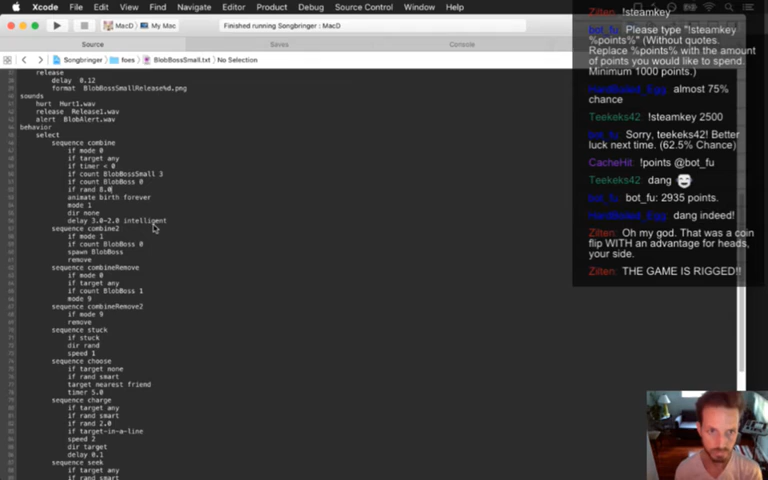 Xcode File Edit View Find Navigate Editor Product Debug Source Control Window Help
MacD My Mac
Finished running Songbringer : MacD
Source Saves Console
Songbringer foes BlobBossSmall.txt No Selection
release
delay 0.12
format BlobBossSmallRelease%d.png
sounds
hurt Hurt1.wav
release Release1.wav
alert BlobAlert.wav
behavior
select
sequence combine
if mode 0
if target any
if timer < 0
if count BlobBossSmall 3
if count BlobBoss 0
if rand 8.0
animate birth forever
mode 1
dir none
delay 3.0~2.0 intelligent
sequence combine2
if mode 1
if count BlobBoss 0
spawn BlobBoss
remove
sequence combineRemove
if mode 0
if target any
if count BlobBoss 1
mode 9
sequence combineRemove2
if mode 9
remove
sequence stuck
if stuck
dir rand
speed 1
sequence choose
if target none
if rand smart
target nearest friend
timer 5.0
sequence charge
if target any
if rand smart
if rand 2.0
if target-in-a-line
speed 2
dir target
delay 0.1
sequence seek
if target any
if rand smart
Zilten: !steamkey
bot_fu: Please type "!steamkey
%points%" (Without quotes.
Replace %points% with the amount
of points you would like to spend.
Minimum 1000 points.)
HardBoard_Egg: almost 75%
chance
Teekeks42: !steamkey 2500
bot_fu: Sorry, teekeks42! Better
luck next time. (62.5% Chance)
CacheHit: !points @bot_fu
Teekeks42: dang
bot_fu: bot_fu: 2935 points.
HardBoard_Egg: dang indeed!
Zilten: Oh my god. That was a coin
flip WITH an advantage for heads,
your side.
Zilten: THE GAME IS RIGGED!!